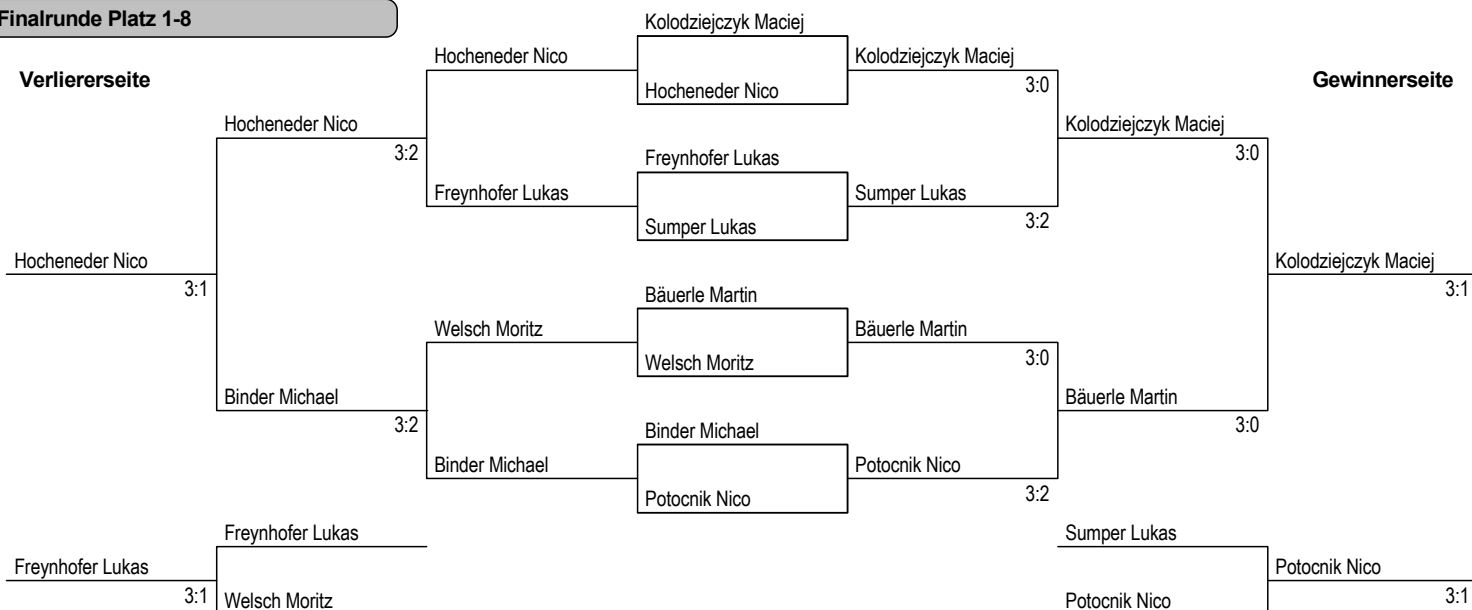 Finalrunde Platz 1-8
Kolodziejczyk Maciej
Hocheneder Nico
Kolodziejczyk Maciej
Verliererseite
3:0
Gewinnerseite
Hocheneder Nico
Hocheneder Nico
Kolodziejczyk Maciej
3:2
3:0
Freynhofer Lukas
Freynhofer Lukas
Sumper Lukas
3:2
Sumper Lukas
Hocheneder Nico
Kolodziejczyk Maciej
3:1
3:1
Bäuerle Martin
Welsch Moritz
Bäuerle Martin
3:0
Welsch Moritz
Binder Michael
Bäuerle Martin
3:2
3:0
Binder Michael
Binder Michael
Potocnik Nico
3:2
Potocnik Nico
Freynhofer Lukas
Sumper Lukas
Freynhofer Lukas
Potocnik Nico
3:1
Welsch Moritz
Potocnik Nico
3:1